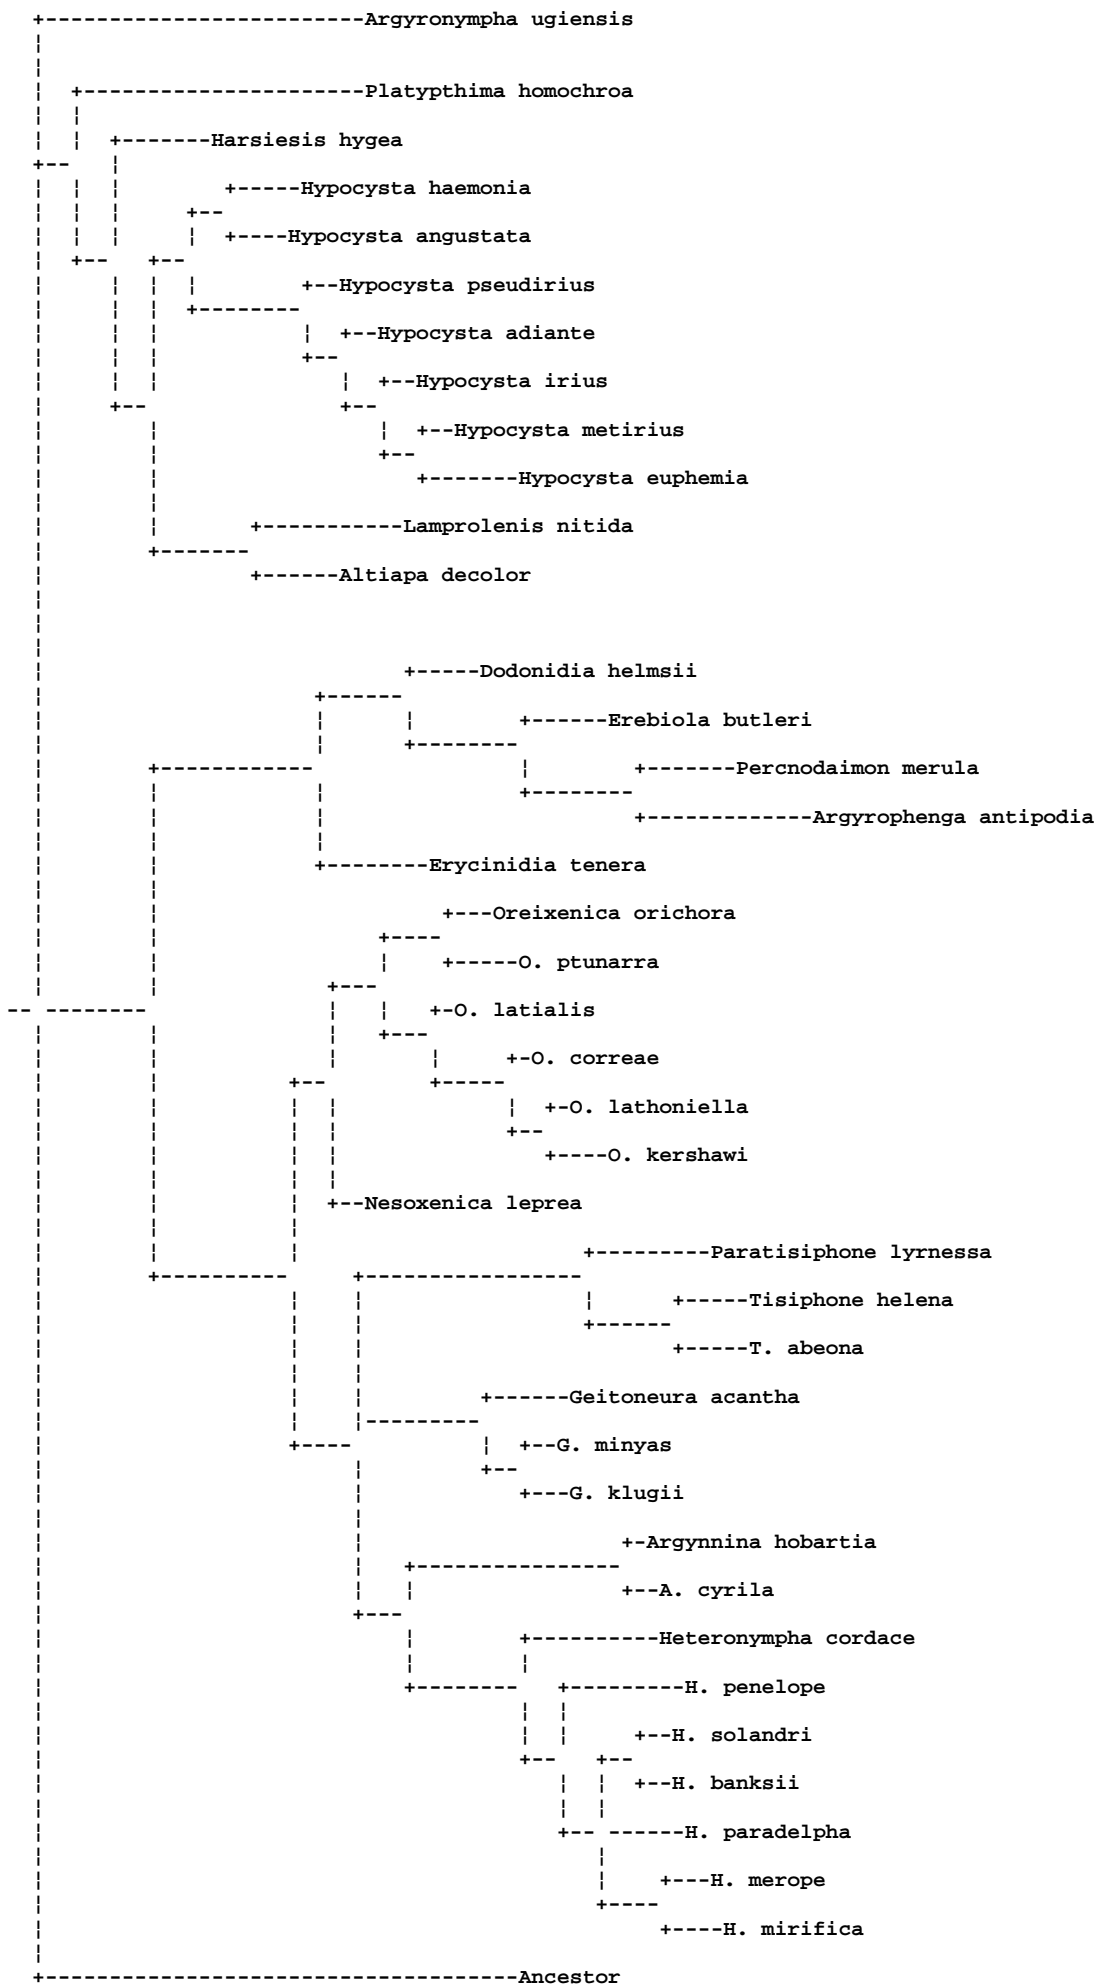 Argyronympha ugiensis
Platypthima homochroa
Harsiesis hygea
Hypocysta haemonia
Hypocysta angustata
Hypocysta pseudirius
Hypocysta adiante
Hypocysta irius
Hypocysta metirius
Hypocysta euphemia
Lamprolenis nitida
Altiapa decolor
Dodonidia helmsii
Erebiola butleri
Percnodaimon merula
Argyrophenga antipodia
Erycinidia tenera
Oreixenica orichora
O. ptunarra
O. latialis
O. correae
O. lathoniella
O. kershawi
Nesoxenica leprea
Paratisiphone lyrnessa
Tisiphone helena
T. abeona
Geitoneura acantha
G. minyas
G. klugii
Argynnina hobartia
A. cyrila
Heteronympha cordace
H. penelope
H. solandri
H. banksii
H. paradelpha
H. merope
H. mirifica
Ancestor